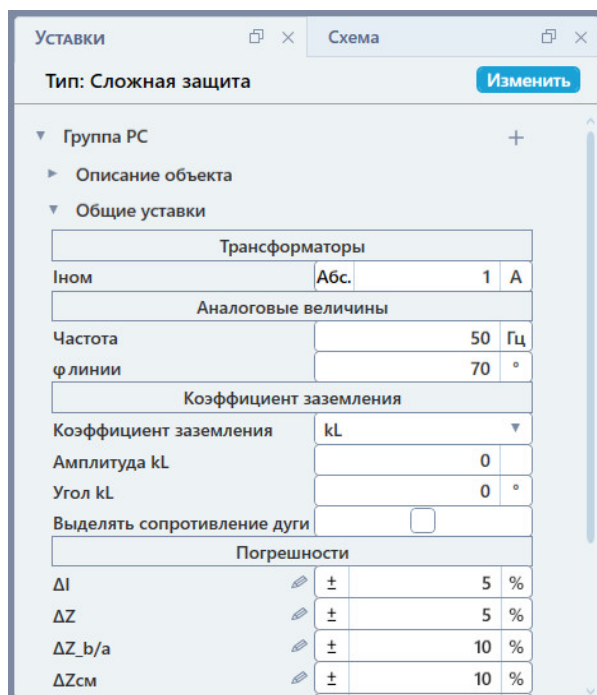 Уставки Схема
Тип: Сложная защита Изменить
Группа РС
Описание объекта
Общие уставки
Трансформаторы
Iном Абс. 1 А
Аналоговые величины
Частота 50 Гц
φ линии 70 °
Коэффициент заземления
Коэффициент заземления kL
Амплитуда kL 0
Угол kL 0 °
Выделять сопротивление дуги
Погрешности
ΔI ± 5 %
ΔZ ± 5 %
ΔZ_b/a ± 10 %
ΔZсм ± 10 %